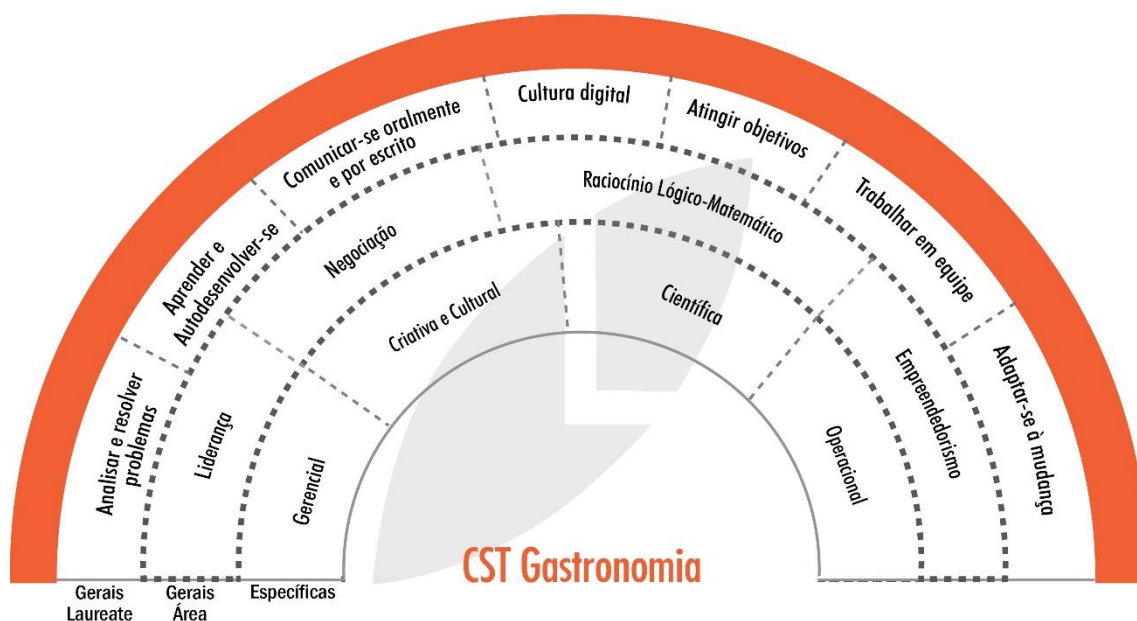 Analisar e resolver
problemas
Aprender e
Autodesenvolver-se
Comunicar-se oralmente
e por escrito
Cultura digital
Atingir objetivos
Trabalhar em equipe
Adaptar-se à mudança
Liderança
Negociação
Raciocínio Lógico-Matemático
Empreendedorismo
Gerencial
Criativa e Cultural
Científica
Operacional
CST Gastronomia
Gerais
Laureate
Gerais
Área
Específicas